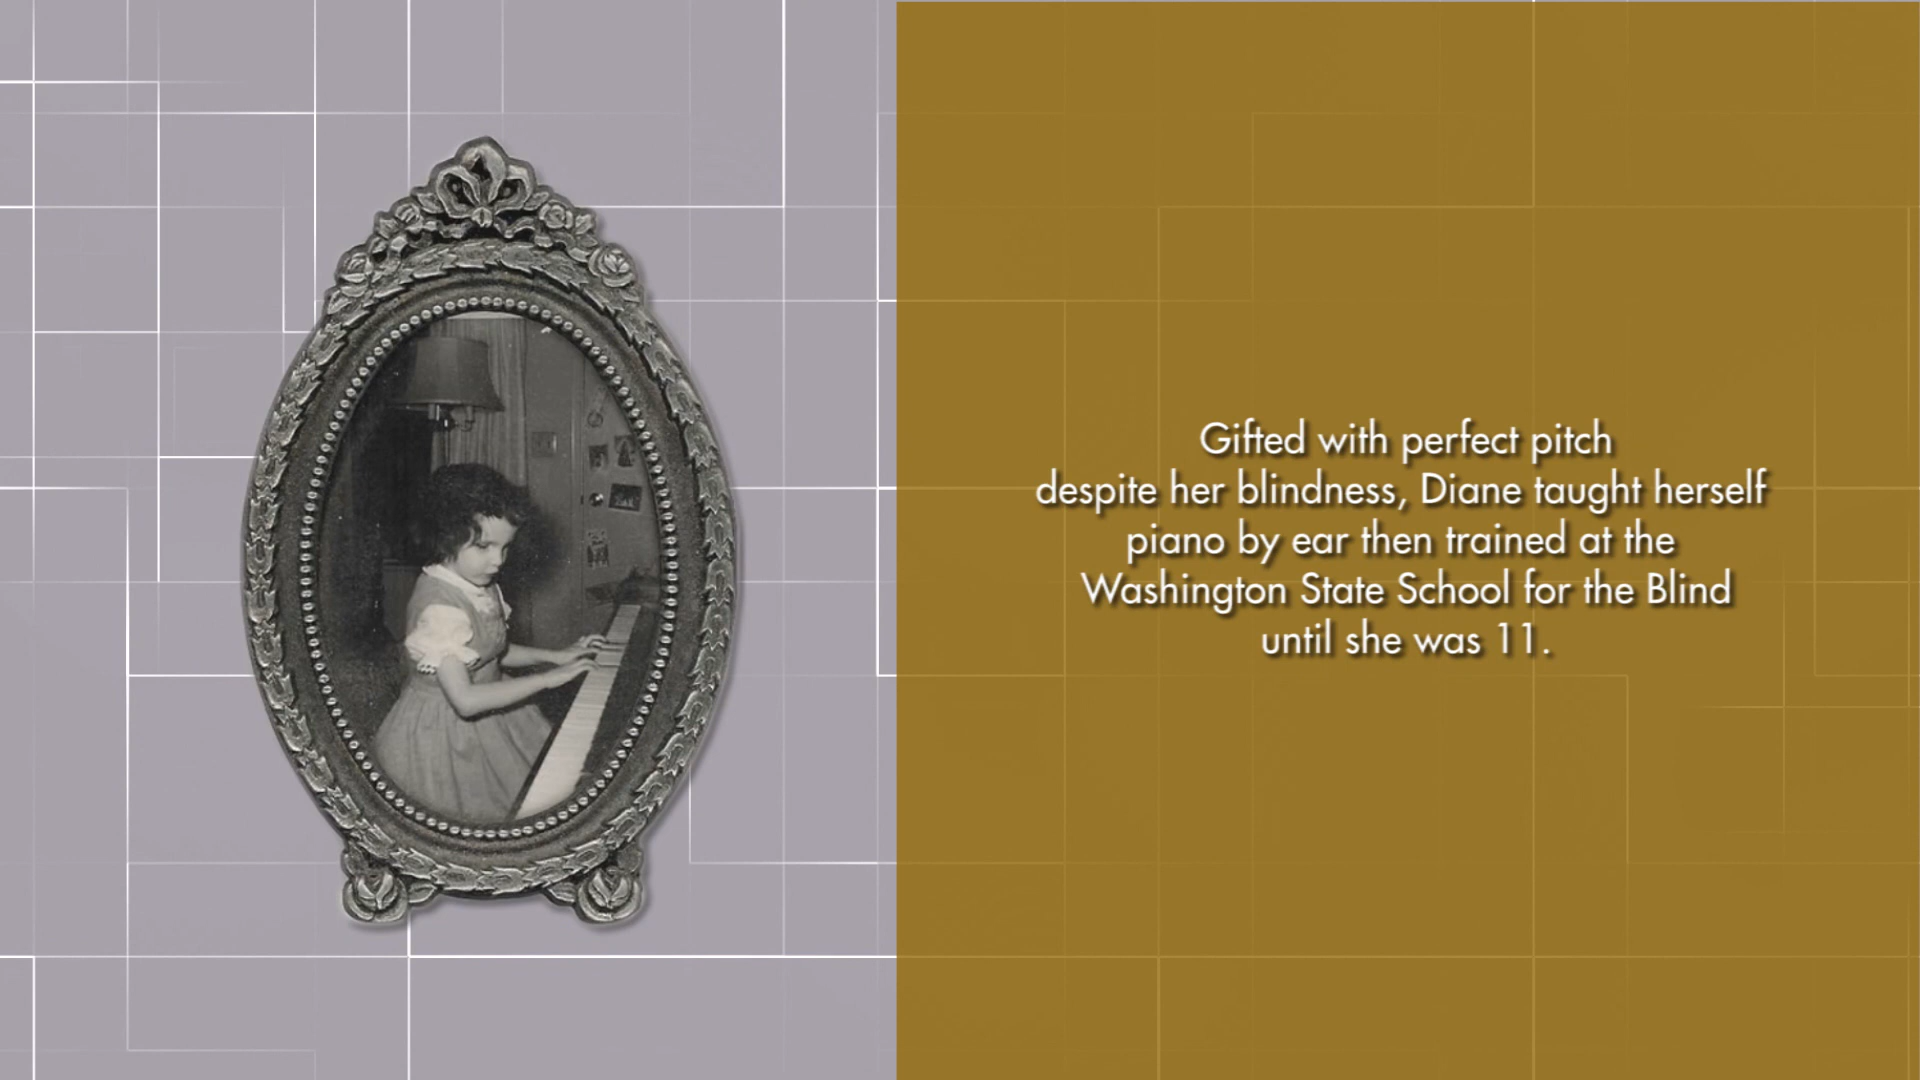 Gifted with perfect pitch
despite her blindness, Diane taught herself
piano by ear then trained at the
Washington State School for the Blind
until she was 11.